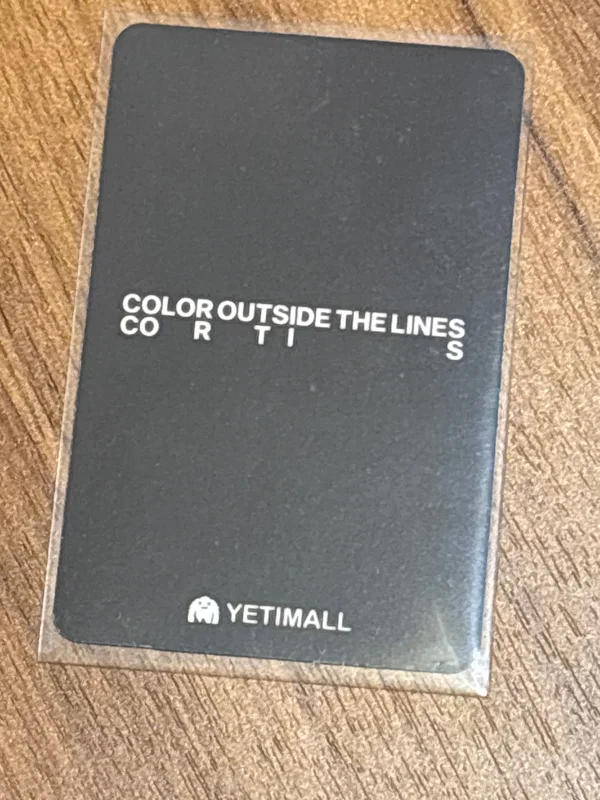 COLOR OUTSIDE THE LINES
CO R T I S
YETIMALL